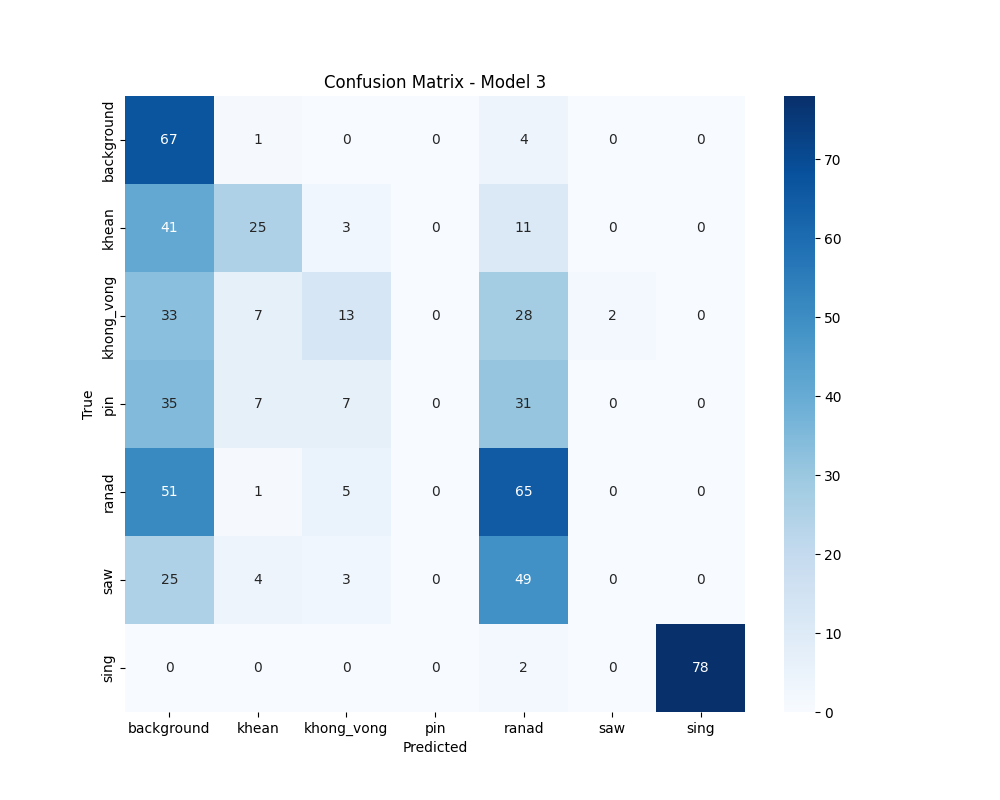 Confusion Matrix - Model 3
background 67 1 0 0 4 0 0
khean 41 25 3 0 11 0 0
khong_vong 33 7 13 0 28 2 0
pin 35 7 7 0 31 0 0
ranad 51 1 5 0 65 0 0
saw 25 4 3 0 49 0 0
sing 0 0 0 0 2 0 78
True
background khean khong_vong pin ranad saw sing
Predicted
70
60
50
40
30
20
10
0